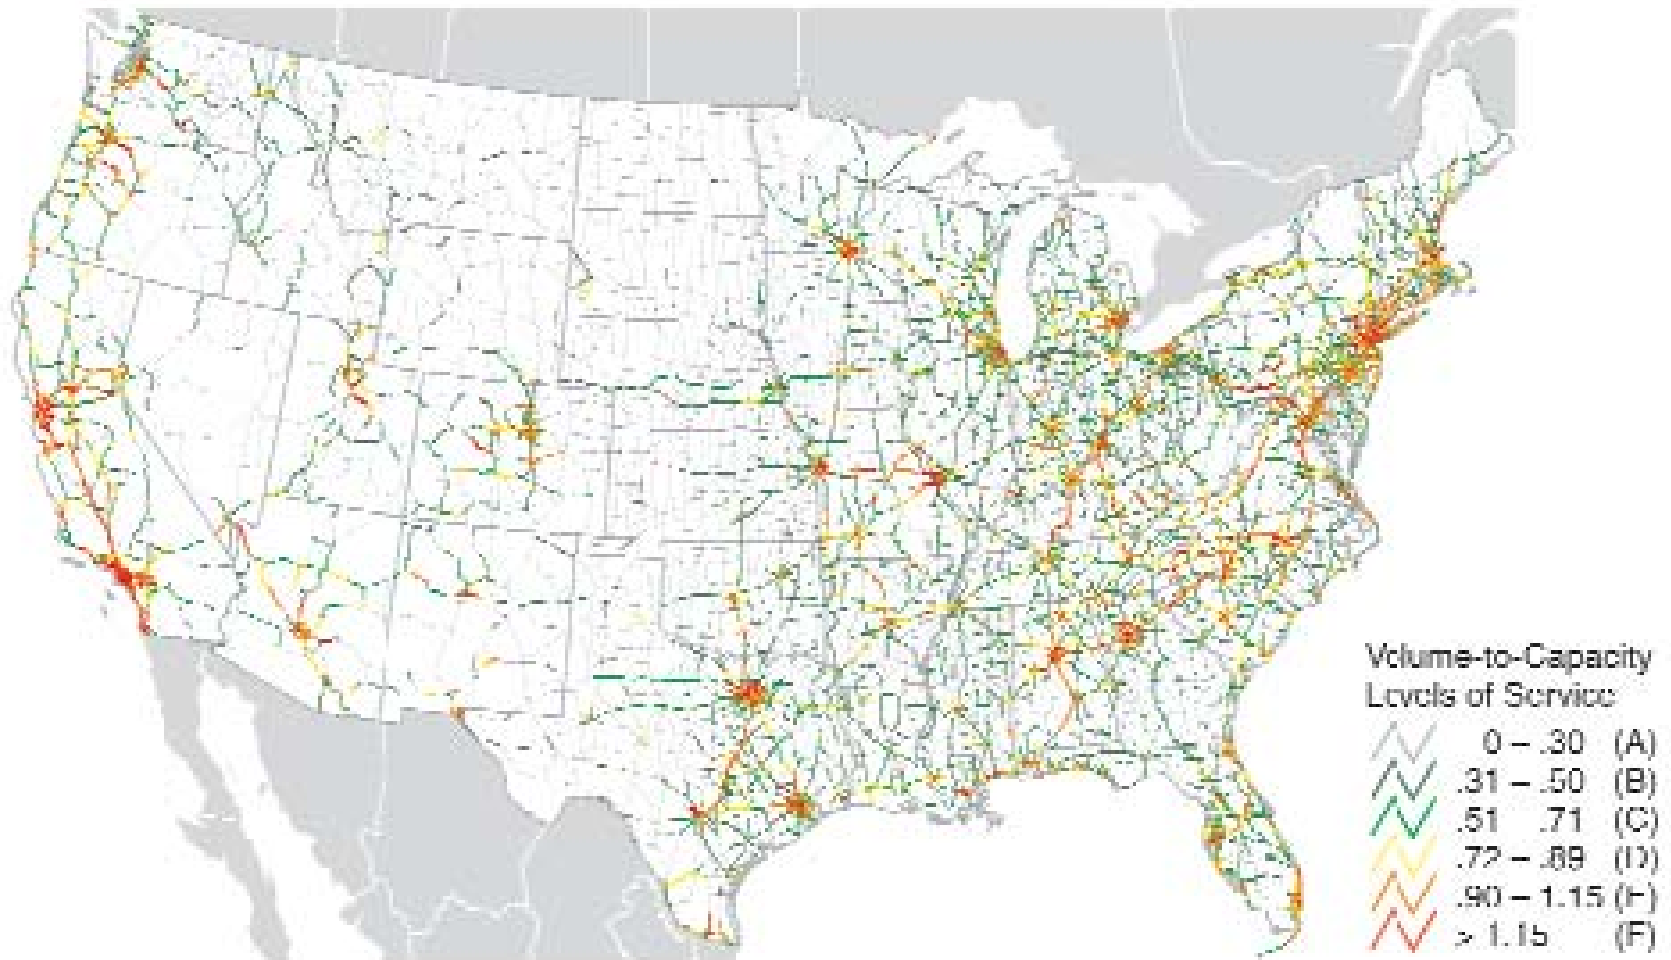 Volume-to-Capacity
Levels of Service
0 – .30 (A)
.31 – .50 (B)
.51 .71 (C)
.72 – .89 (D)
.90 – 1.15 (E)
> 1.15 (F)